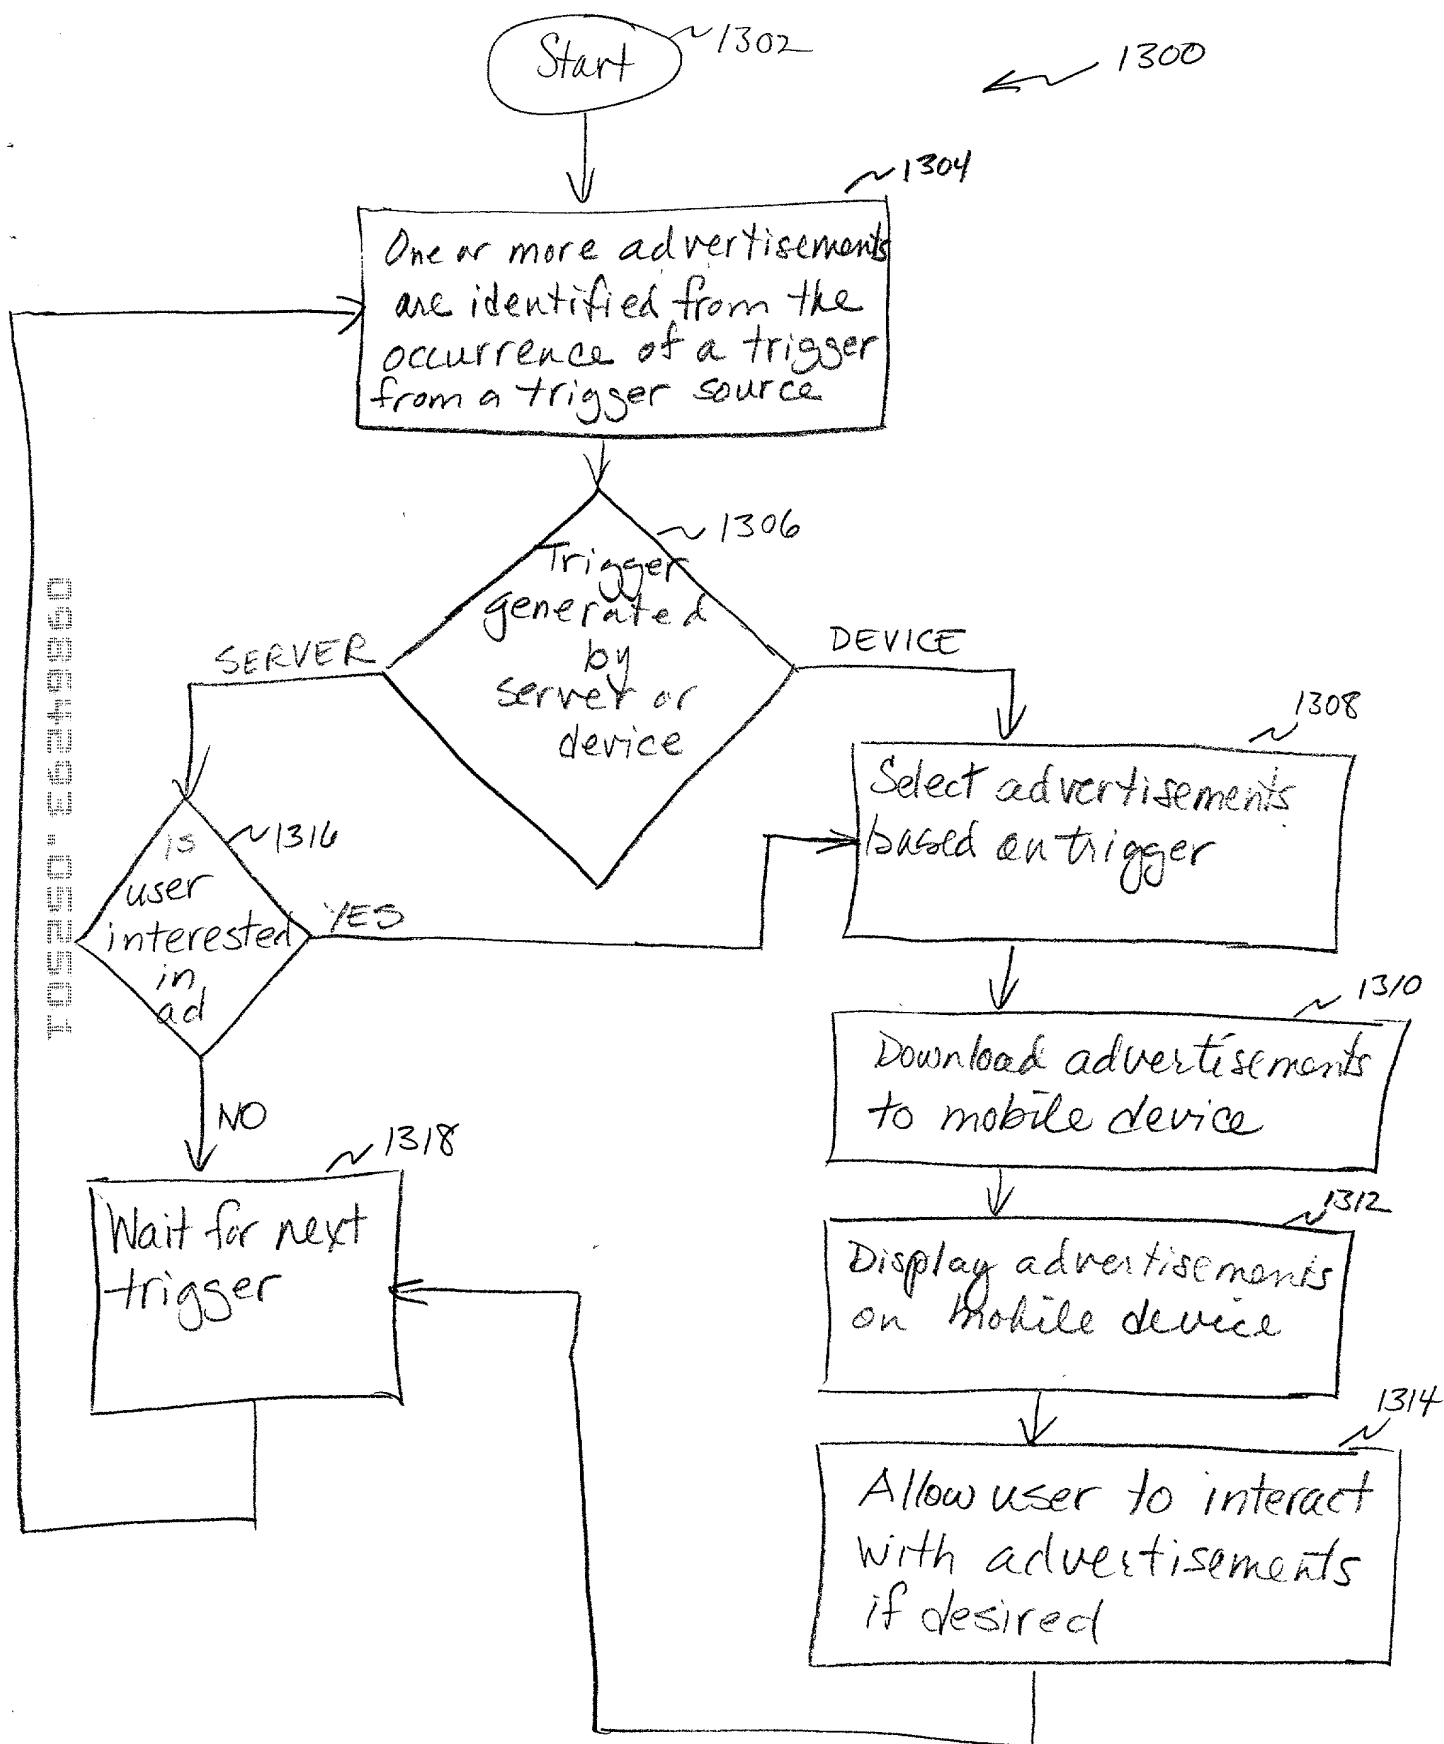 Start
1302
1300
1304
One or more advertisements
are identified from the
occurrence of a trigger
from a trigger source
1306
Trigger
generated
by
server or
device
SERVER
DEVICE
1308
Select advertisements
based on trigger
1316
is
user
interested
in
ad
YES
NO
1310
Download advertisements
to mobile device
1318
Wait for next
trigger
1312
Display advertisements
on mobile device
1314
Allow user to interact
with advertisements
if desired